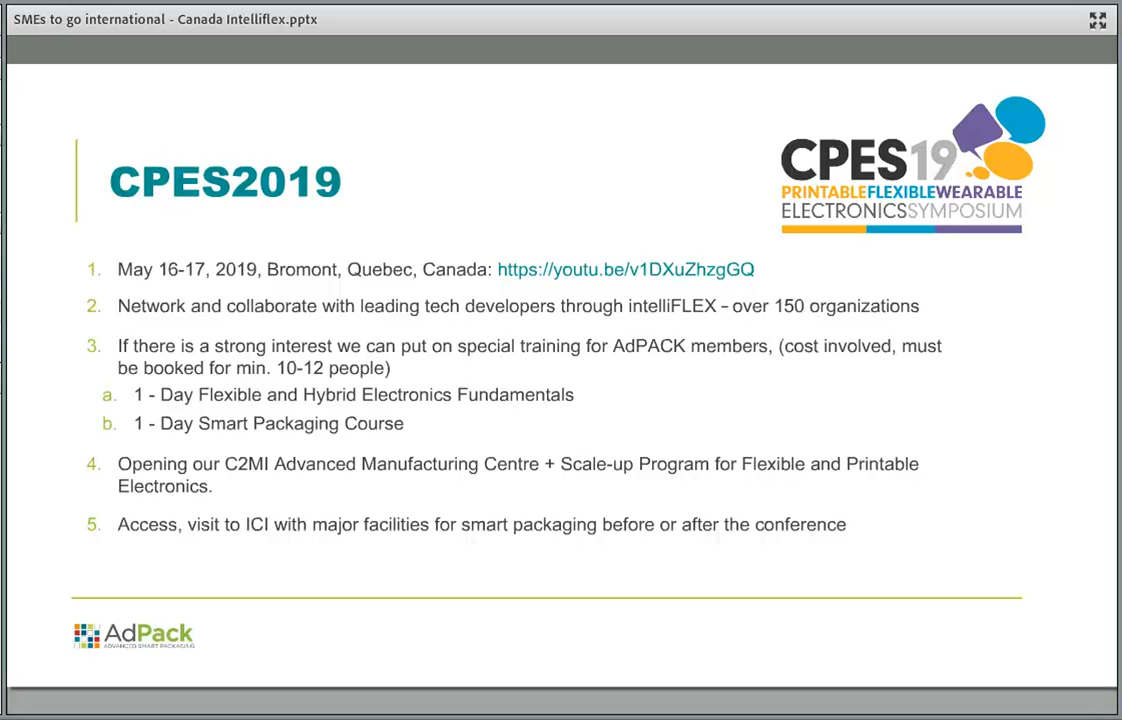 SMEs to go international - Canada Intelliflex.pptx
CPES19
PRINTABLEFLEXIBLEWEARABLE
ELECTRONICSSYMPOSIUM
CPES2019
1. May 16-17, 2019, Bromont, Quebec, Canada: https://youtu.be/v1DXuZhzgGQ
2. Network and collaborate with leading tech developers through intelliFLEX – over 150 organizations
3. If there is a strong interest we can put on special training for AdPACK members, (cost involved, must
be booked for min. 10-12 people)
a. 1 - Day Flexible and Hybrid Electronics Fundamentals
b. 1 - Day Smart Packaging Course
4. Opening our C2MI Advanced Manufacturing Centre + Scale-up Program for Flexible and Printable
Electronics.
5. Access, visit to ICI with major facilities for smart packaging before or after the conference
AdPack
ADVANCED SMART PACKAGING